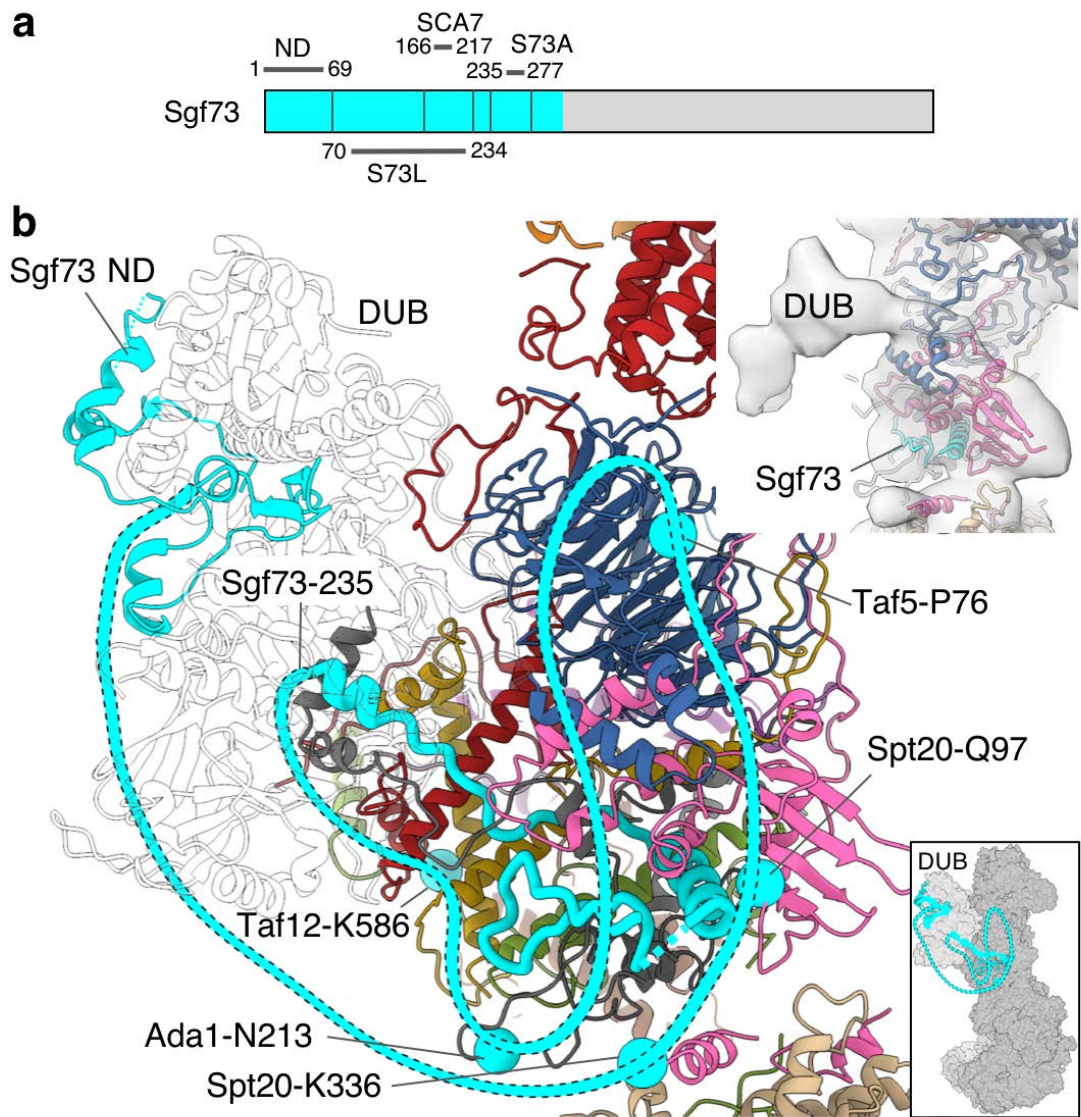 a
SCA7
ND 166 217 S73A
1 69 235 277
Sgf73
70 234
S73L
b
Sgf73 ND
DUB
DUB
Sgf73
Sgf73-235
Taf5-P76
Spt20-Q97
Taf12-K586
DUB
Ada1-N213
Spt20-K336